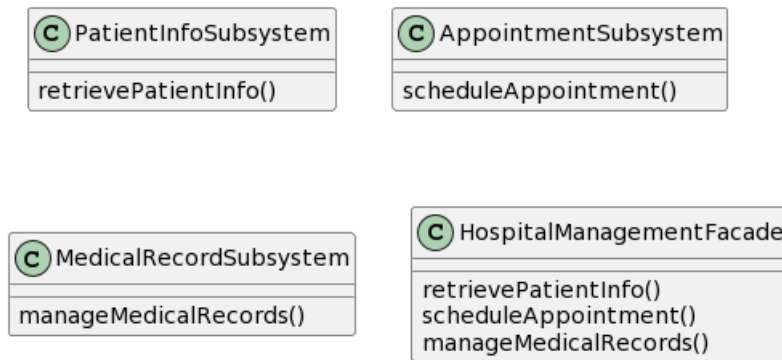 C PatientInfoSubsystem
retrievePatientInfo()
C AppointmentSubsystem
scheduleAppointment()
C MedicalRecordSubsystem
manageMedicalRecords()
C HospitalManagementFacade
retrievePatientInfo()
scheduleAppointment()
manageMedicalRecords()